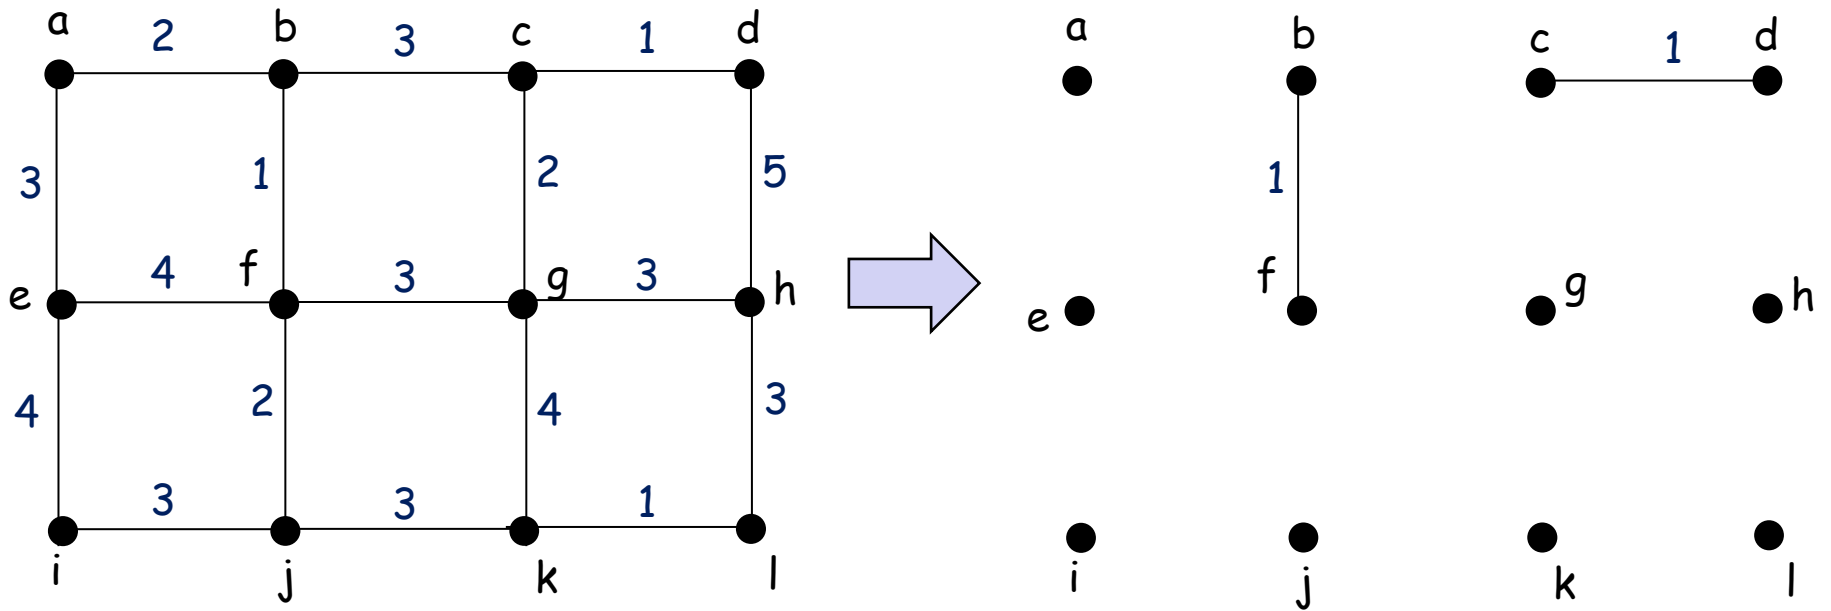 a 2 b 3 c 1 d
3 1 2 5
e 4 f 3 g 3 h
4 2 4 3
3 3 1
i j k l
a b c 1 d
1
e f g h
i j k l